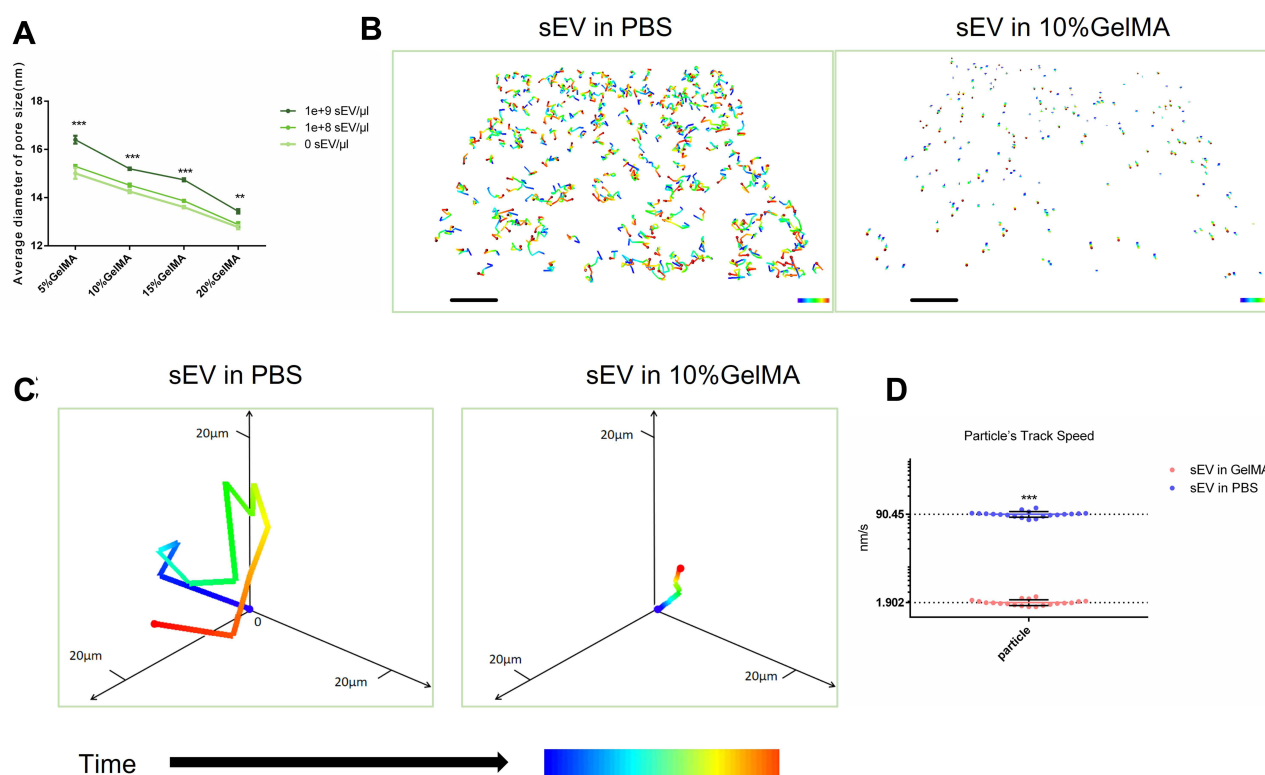 A
Average diameter of pore size(nm)
18
16
14
12
***
***
***
**
5%GelMA
10%GelMA
15%GelMA
20%GelMA
1e+9 sEV/μl
1e+8 sEV/μl
0 sEV/μl
B
sEV in PBS
sEV in 10%GelMA
C
sEV in PBS
20μm
0
20μm
20μm
sEV in 10%GelMA
20μm
20μm
20μm
D
Particle's Track Speed
nm/s
90.45
1.902
***
particle
sEV in GelMA
sEV in PBS
Time